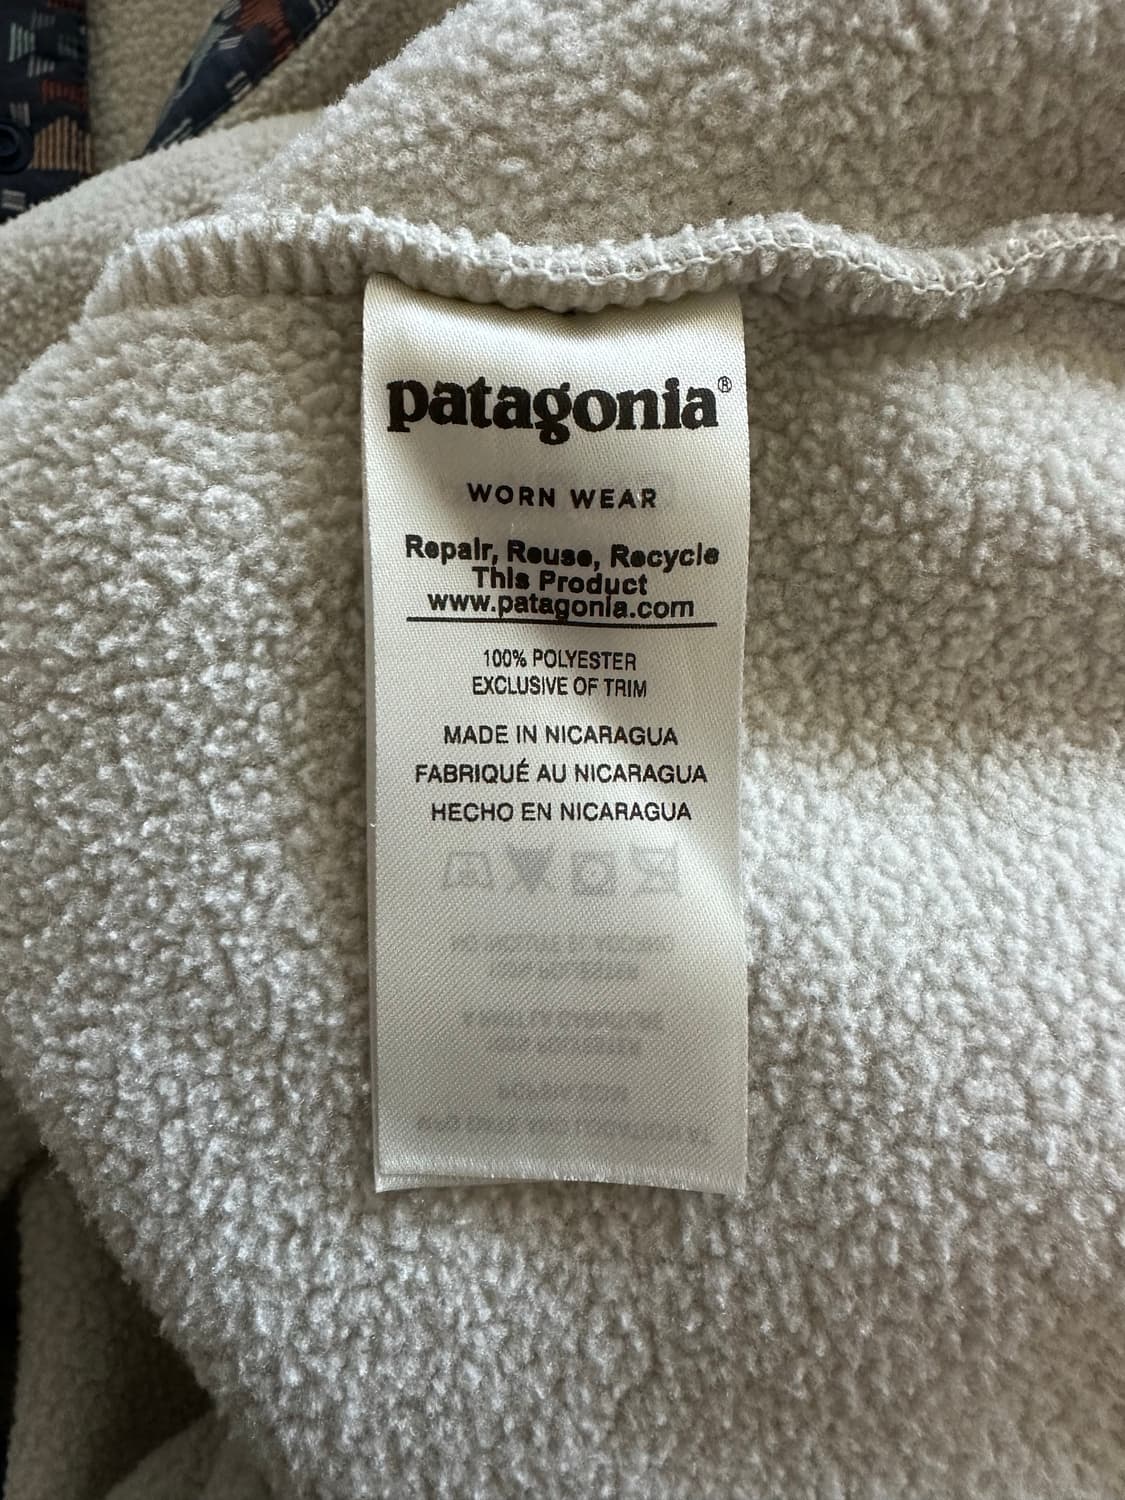 patagonia®
WORN WEAR
Repair, Reuse, Recycle
This Product
www.patagonia.com
100% POLYESTER
EXCLUSIVE OF TRIM
MADE IN NICARAGUA
FABRIQUÉ AU NICARAGUA
HECHO EN NICARAGUA